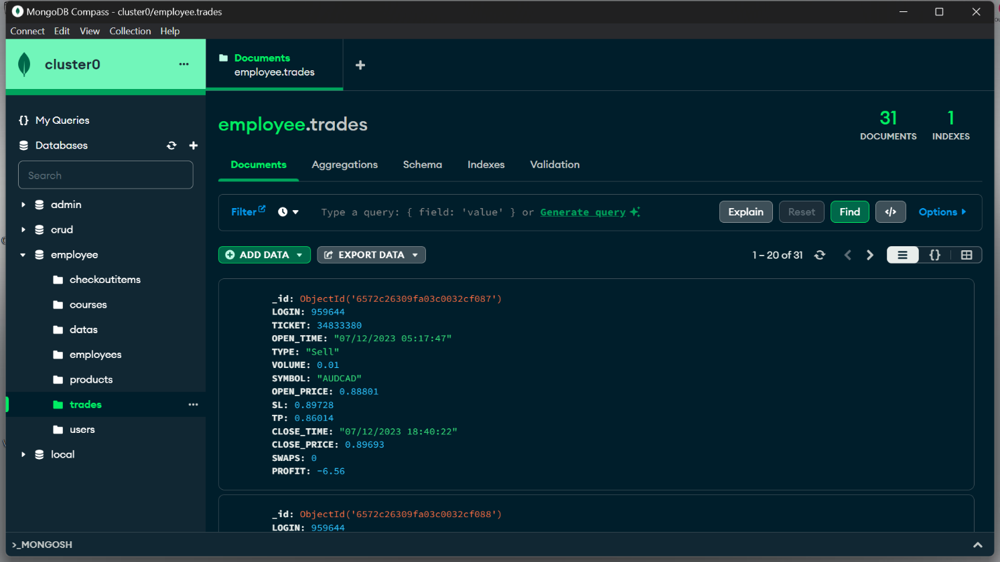 MongoDB Compass - cluster0/employee.trades
Connect Edit View Collection Help
cluster0
Documents
employee.trades
My Queries
Databases
Search
admin
crud
employee
checkoutitems
courses
datas
employees
products
trades
users
local
employee.trades
31
DOCUMENTS
1
INDEXES
Documents Aggregations Schema Indexes Validation
Filter Type a query: { field: 'value' } or Generate query Explain Reset Find </> Options
ADD DATA EXPORT DATA 1 – 20 of 31 {}
_id: ObjectId('6572c26309fa03c0032cf087')
LOGIN: 959644
TICKET: 34833380
OPEN_TIME: "07/12/2023 05:17:47"
TYPE: "Sell"
VOLUME: 0.01
SYMBOL: "AUDCAD"
OPEN_PRICE: 0.88801
SL: 0.89728
TP: 0.86014
CLOSE_TIME: "07/12/2023 18:40:22"
CLOSE_PRICE: 0.89693
SWAPS: 0
PROFIT: -6.56
_id: ObjectId('6572c26309fa03c0032cf088')
LOGIN: 959644
>_MONGOSH